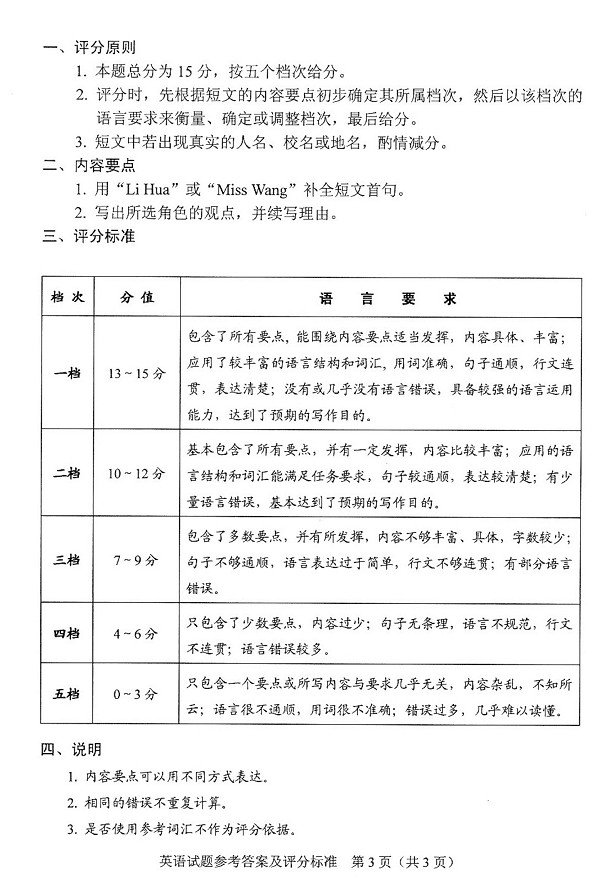 一、评分原则
1. 本题总分为 15 分，按五个档次给分。
2. 评分时，先根据短文的内容要点初步确定其所属档次，然后以该档次的
语言要求来衡量、确定或调整档次，最后给分。
3. 短文中若出现真实的人名、校名或地名，酌情减分。
二、内容要点
1. 用“Li Hua”或“Miss Wang”补全短文首句。
2. 写出所选角色的观点，并续写理由。
三、评分标准
档 次 分 值 语 言 要 求
一档 13～15 分
包含了所有要点，能围绕内容要点适当发挥，内容具体、丰富；
应用了较丰富的语言结构和词汇，用词准确，句子通顺，行文连
贯，表达清楚；没有或几乎没有语言错误，具备较强的语言运用
能力，达到了预期的写作目的。
二档 10～12 分
基本包含了所有要点，并有一定发挥，内容比较丰富；应用的语
言结构和词汇能满足任务要求，句子较通顺，表达较清楚；有少
量语言错误，基本达到了预期的写作目的。
三档 7～9 分
包含了多数要点，并有所发挥，内容不够丰富、具体，字数较少；
句子不够通顺，语言表达过于简单，行文不够连贯；有部分语言
错误。
四档 4～6 分
只包含了少数要点，内容过少；句子无条理，语言不规范，行文
不连贯；语言错误较多。
五档 0～3 分
只包含一个要点或所写内容与要求几乎无关，内容杂乱，不知所
云；语言很不通顺，用词很不准确；错误过多，几乎难以读懂。
四、说明
1. 内容要点可以用不同方式表达。
2. 相同的错误不重复计算。
3. 是否使用参考词汇不作为评分依据。
英语试题参考答案及评分标准 第 3 页（共 3 页）